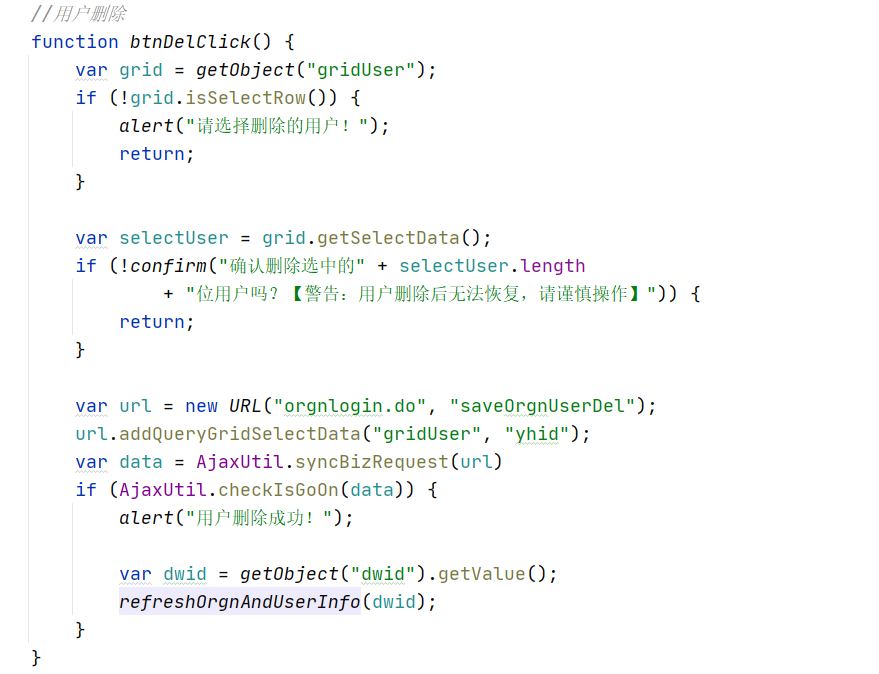 //用户删除
function btnDelClick() {
    var grid = getObject("gridUser");
    if (!grid.isSelectRow()) {
        alert("请选择删除的用户！");
        return;
    }

    var selectUser = grid.getSelectData();
    if (!confirm("确认删除选中的" + selectUser.length
            + "位用户吗？【警告：用户删除后无法恢复，请谨慎操作】")) {
        return;
    }

    var url = new URL("orgnlogin.do", "saveOrgnUserDel");
    url.addQueryGridSelectData("gridUser", "yhid");
    var data = AjaxUtil.syncBizRequest(url)
    if (AjaxUtil.checkIsGoOn(data)) {
        alert("用户删除成功！");

        var dwid = getObject("dwid").getValue();
        refreshOrgnAndUserInfo(dwid);
    }
}